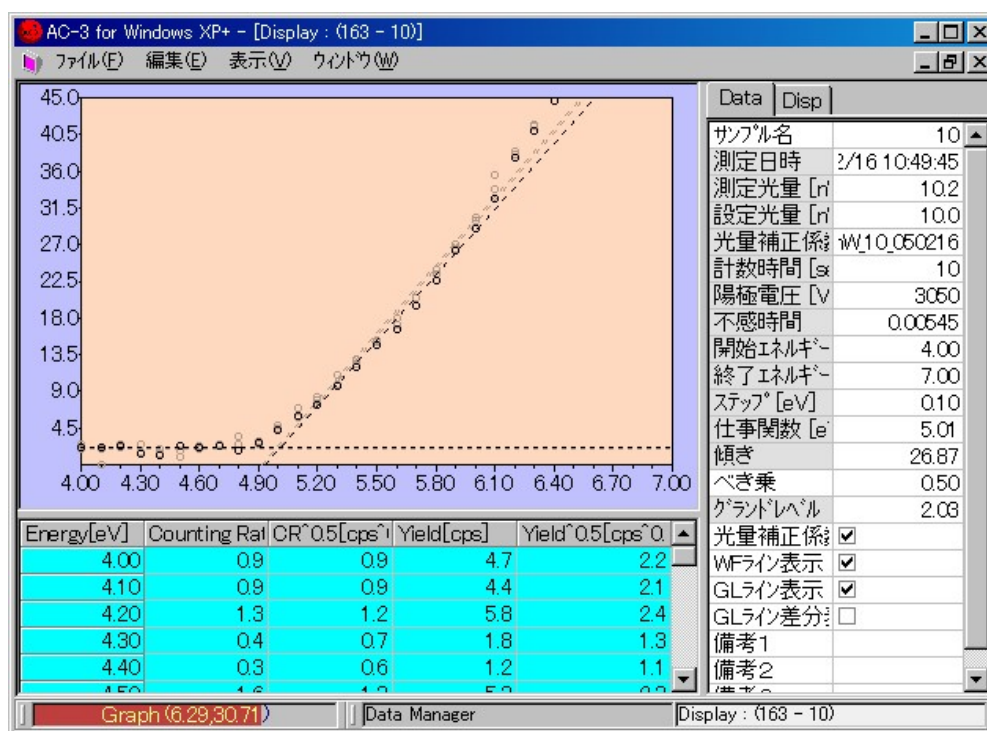 AC-3 for Windows XP+ - [Display : (163 - 10)]
ファイル(F) 編集(E) 表示(V) ウィンドウ(W)
45.0
40.5
36.0
31.5
27.0
22.5
18.0
13.5
9.0
4.5
4.00 4.30 4.60 4.90 5.20 5.50 5.80 6.10 6.40 6.70 7.00
Energy[eV] Counting Rat CR^0.5[cps^ Yield[cps] Yield^0.5[cps^0.
4.00 0.9 0.9 4.7 2.2
4.10 0.9 0.9 4.4 2.1
4.20 1.3 1.2 5.8 2.4
4.30 0.4 0.7 1.8 1.3
4.40 0.3 0.6 1.2 1.1
Data Disp
サンプル名 10
測定日時 2/16 10:49:45
測定光量 [n 10.2
設定光量 [n 10.0
光量補正係 W_10_050216
計数時間 [se 10
陽極電圧 [V 3050
不感時間 0.00545
開始エネルギー 4.00
終了エネルギー 7.00
ステップ [eV] 0.10
仕事関数 [e 5.01
傾き 26.87
べき乗 0.50
グランドレベル 2.03
光量補正係
WFライン表示
GLライン表示
GLライン差分
備考1
備考2
Graph (6.29,30.71) Data Manager Display : (163 - 10)